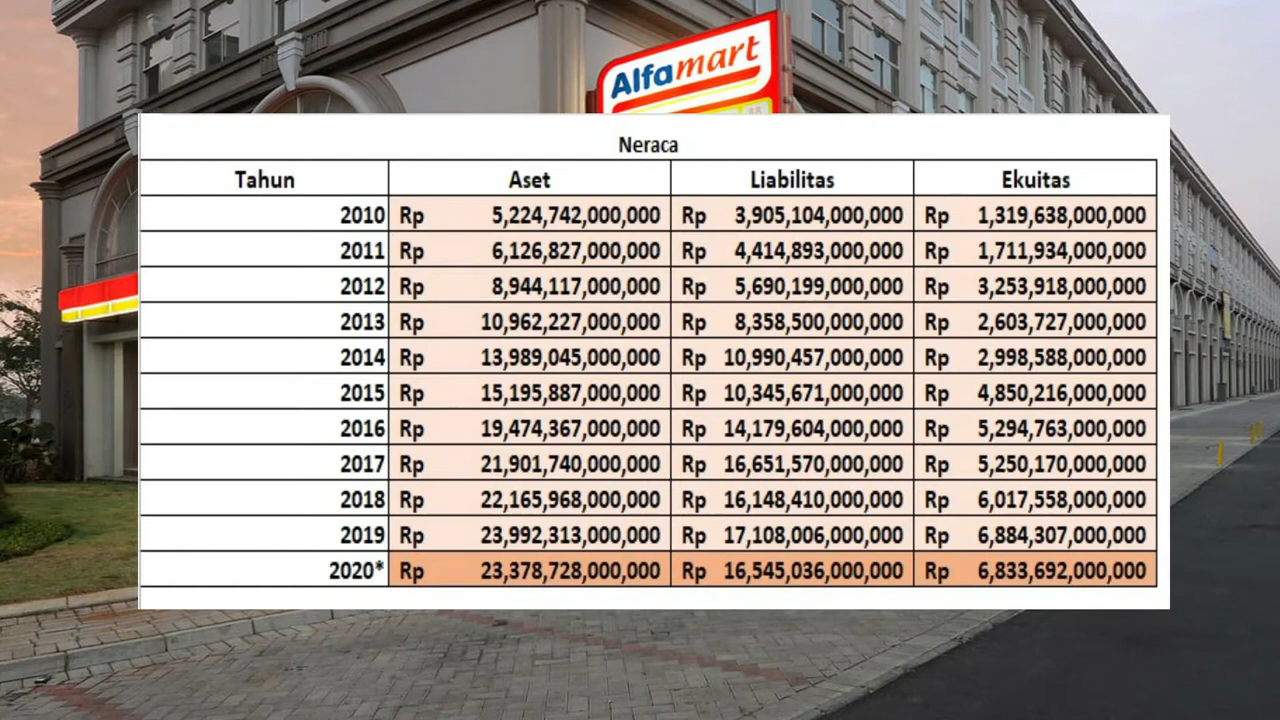 Alfamart
Neraca
Tahun Aset Liabilitas Ekuitas
2010 Rp 5,224,742,000,000 Rp 3,905,104,000,000 Rp 1,319,638,000,000
2011 Rp 6,126,827,000,000 Rp 4,414,893,000,000 Rp 1,711,934,000,000
2012 Rp 8,944,117,000,000 Rp 5,690,199,000,000 Rp 3,253,918,000,000
2013 Rp 10,962,227,000,000 Rp 8,358,500,000,000 Rp 2,603,727,000,000
2014 Rp 13,989,045,000,000 Rp 10,990,457,000,000 Rp 2,998,588,000,000
2015 Rp 15,195,887,000,000 Rp 10,345,671,000,000 Rp 4,850,216,000,000
2016 Rp 19,474,367,000,000 Rp 14,179,604,000,000 Rp 5,294,763,000,000
2017 Rp 21,901,740,000,000 Rp 16,651,570,000,000 Rp 5,250,170,000,000
2018 Rp 22,165,968,000,000 Rp 16,148,410,000,000 Rp 6,017,558,000,000
2019 Rp 23,992,313,000,000 Rp 17,108,006,000,000 Rp 6,884,307,000,000
2020* Rp 23,378,728,000,000 Rp 16,545,036,000,000 Rp 6,833,692,000,000